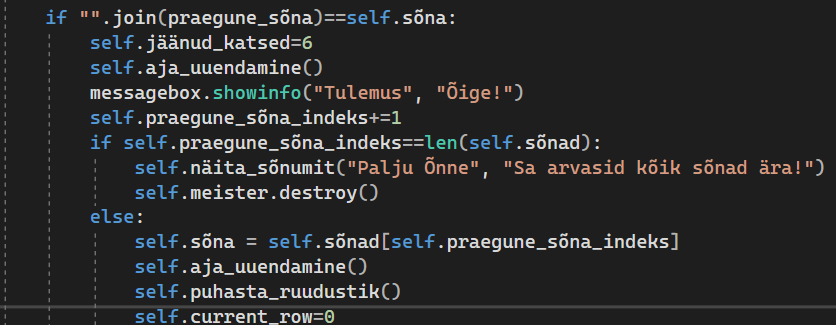 if "".join(praegune_sõna)==self.sõna:
self.jäänud_katsed=6
self.aja_uuendamine()
messagebox.showinfo("Tulemus", "Õige!")
self.praegune_sõna_indeks+=1
if self.praegune_sõna_indeks==len(self.sõnad):
self.näita_sõnumit("Palju Õnne", "Sa arvasid kõik sõnad ära!")
self.meister.destroy()
else:
self.sõna = self.sõnad[self.praegune_sõna_indeks]
self.aja_uuendamine()
self.puhasta_ruudustik()
self.current_row=0